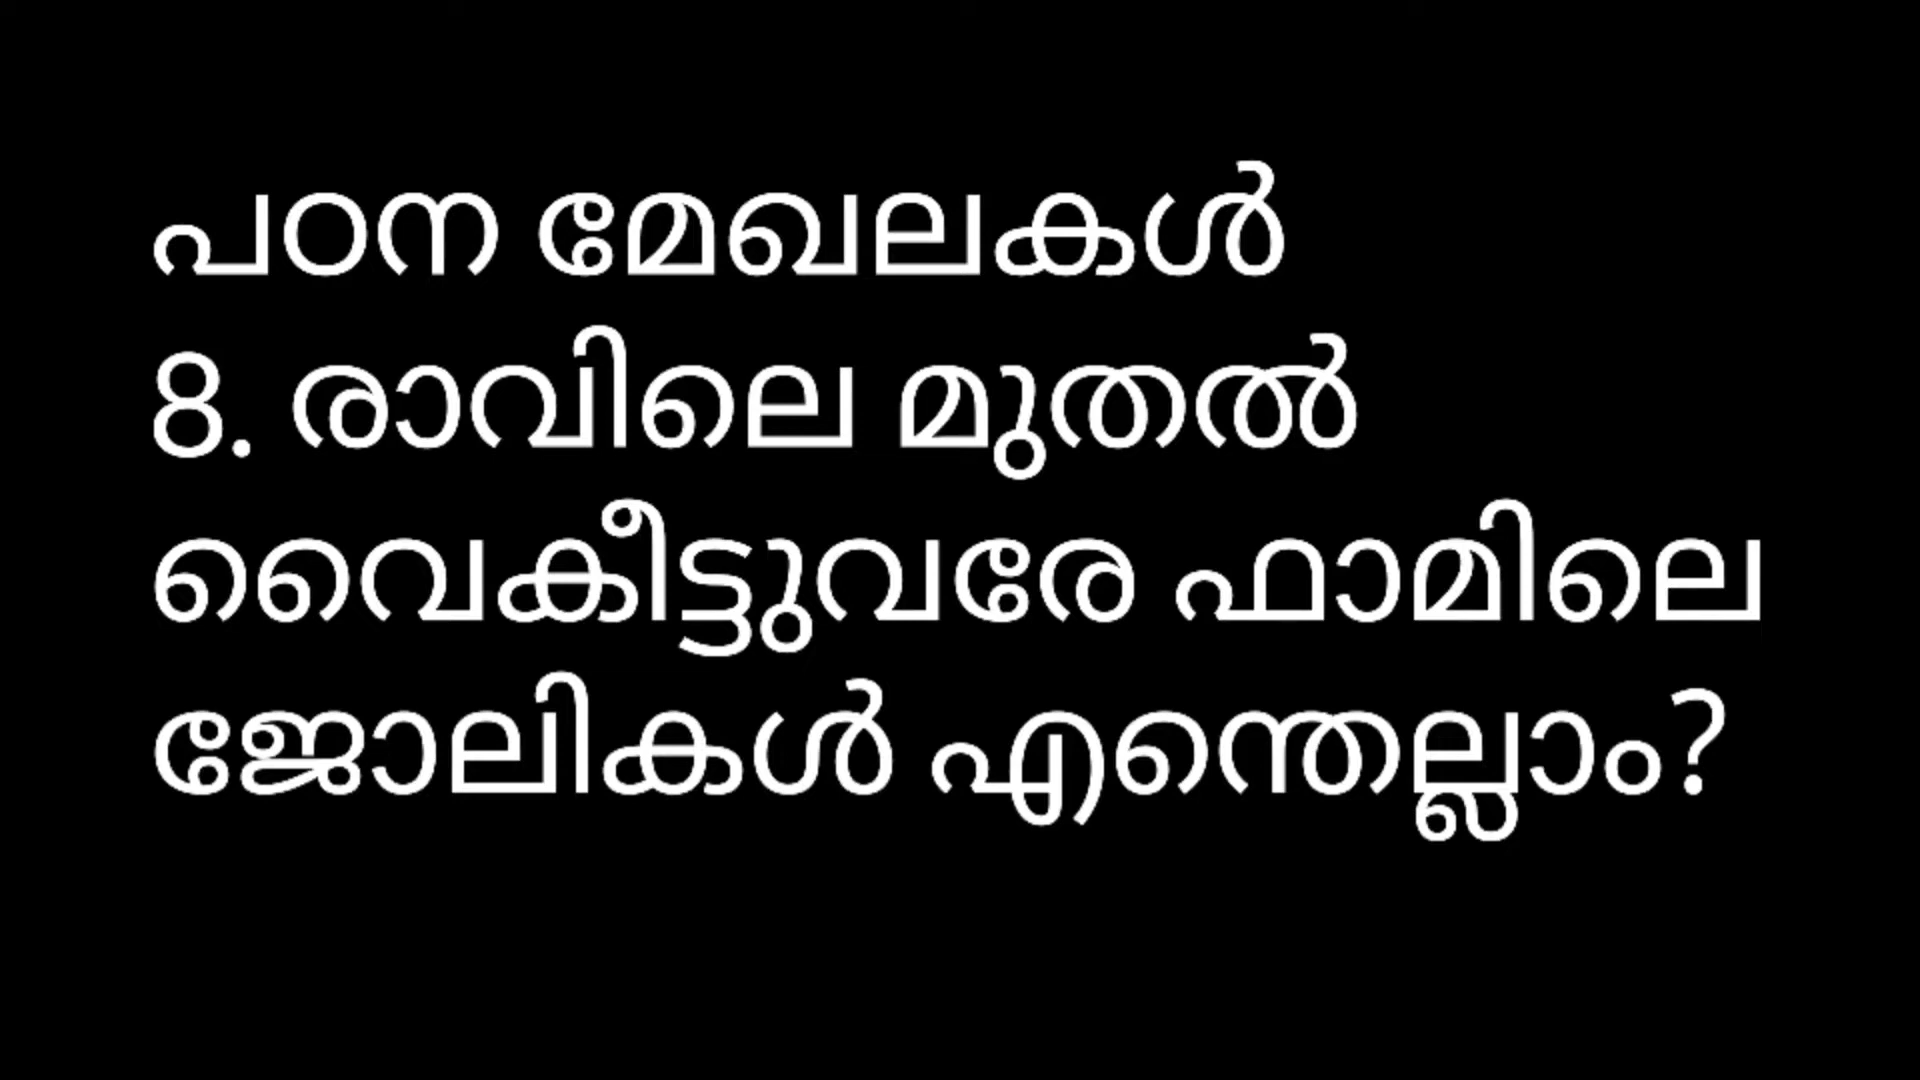 പഠന മേഖലകൾ
8. രാവിലെ മുതൽ
വൈകീട്ടുവരേ ഫാമിലെ
ജോലികൾ എന്തെല്ലാം?